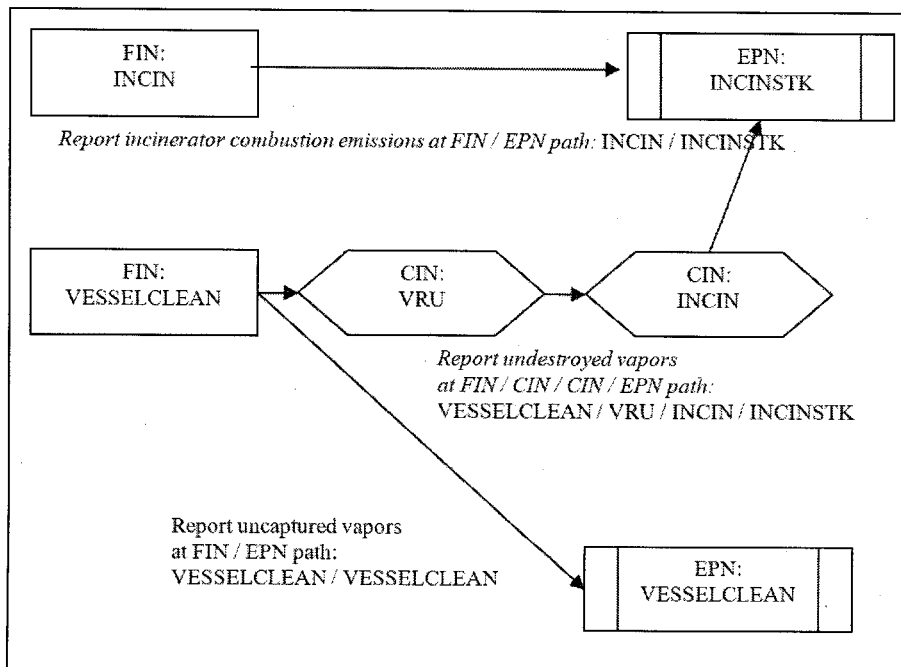 FIN:
INCIN
EPN:
INCINSTK
Report incinerator combustion emissions at FIN / EPN path: INCIN / INCINSTK
FIN:
VESSELCLEAN
CIN:
VRU
CIN:
INCIN
Report undestroyed vapors
at FIN / CIN / CIN / EPN path:
VESSELCLEAN / VRU / INCIN / INCINSTK
Report uncaptured vapors
at FIN / EPN path:
VESSELCLEAN / VESSELCLEAN
EPN:
VESSELCLEAN